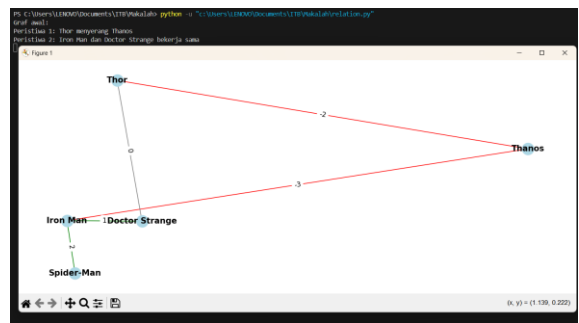 PS C:\Users\LENOVO\Documents\ITB\Makalah> python -u "c:\Users\LENOVO\Documents\ITB\Makalah\relation.py"
Graf awal:
Peristiwa 1: Thor menyerang Thanos
Peristiwa 2: Iron Man dan Doctor Strange bekerja sama
Figure 1
Thor
-2
Thanos
0
-3
Iron Man
1
Doctor Strange
2
Spider-Man
(x, y) = (1.139, 0.222)